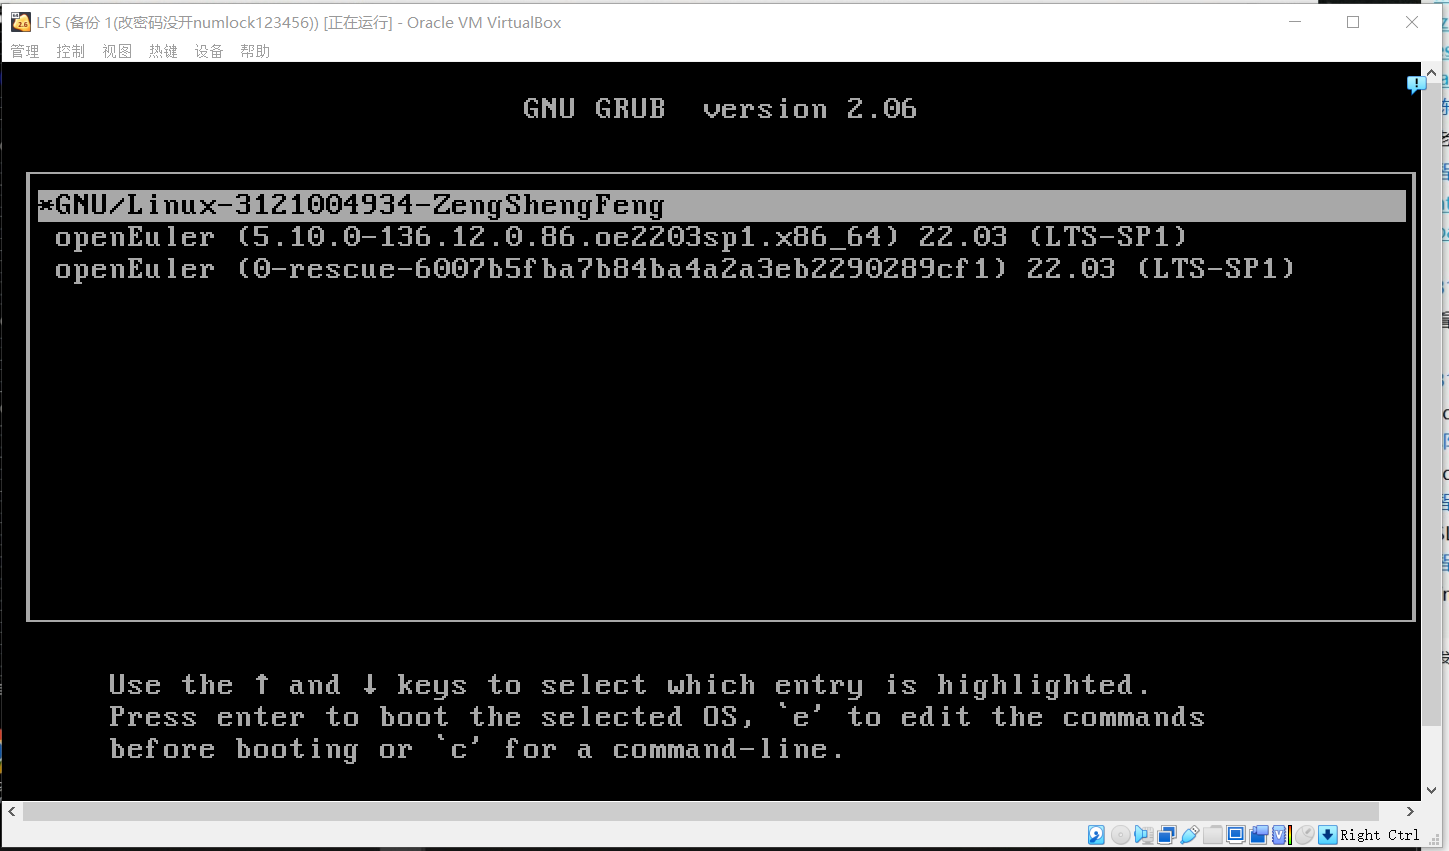 LFS (备份 1(改密码没开numlock123456)) [正在运行] - Oracle VM VirtualBox
管理 控制 视图 热键 设备 帮助
GNU GRUB version 2.06
*GNU/Linux-3121004934-ZengShengFeng
openEuler (5.10.0-136.12.0.86.oe2203sp1.x86_64) 22.03 (LTS-SP1)
openEuler (0-rescue-6007b5fba7b84ba4a2a3eb2290289cf1) 22.03 (LTS-SP1)
Use the ↑ and ↓ keys to select which entry is highlighted.
Press enter to boot the selected OS, `e' to edit the commands
before booting or `c' for a command-line.
Right Ctrl